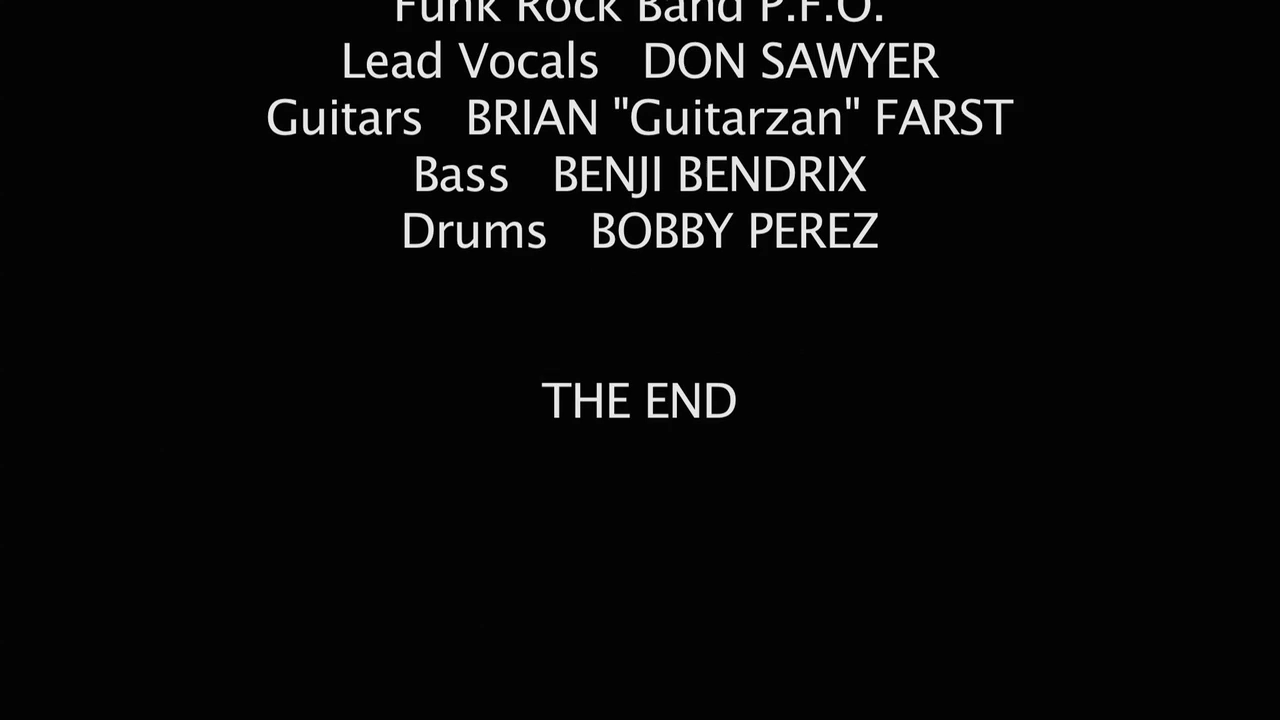 Funk Rock Band P.F.O.
Lead Vocals DON SAWYER
Guitars BRIAN "Guitarzan" FARST
Bass BENJI BENDRIX
Drums BOBBY PEREZ
THE END